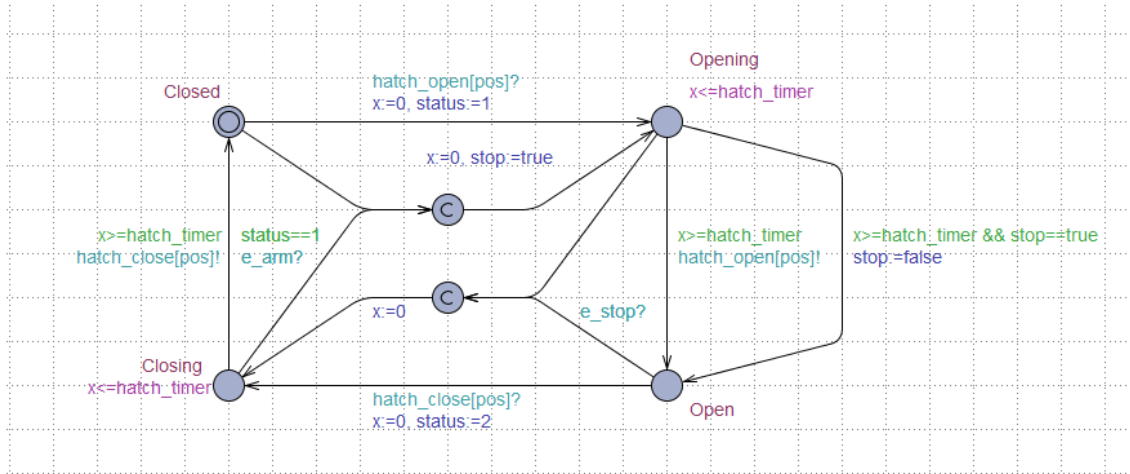 Opening
x<=hatch_timer
Closed
hatch_open[pos]?
x:=0, status:=1
x:=0, stop:=true
C
x>=hatch_timer
hatch_close[pos]!
status==1
e_arm?
x>=hatch_timer
hatch_open[pos]!
x>=hatch_timer && stop==true
stop:=false
C
x:=0
e_stop?
Closing
x<=hatch_timer
hatch_close[pos]?
x:=0, status:=2
Open